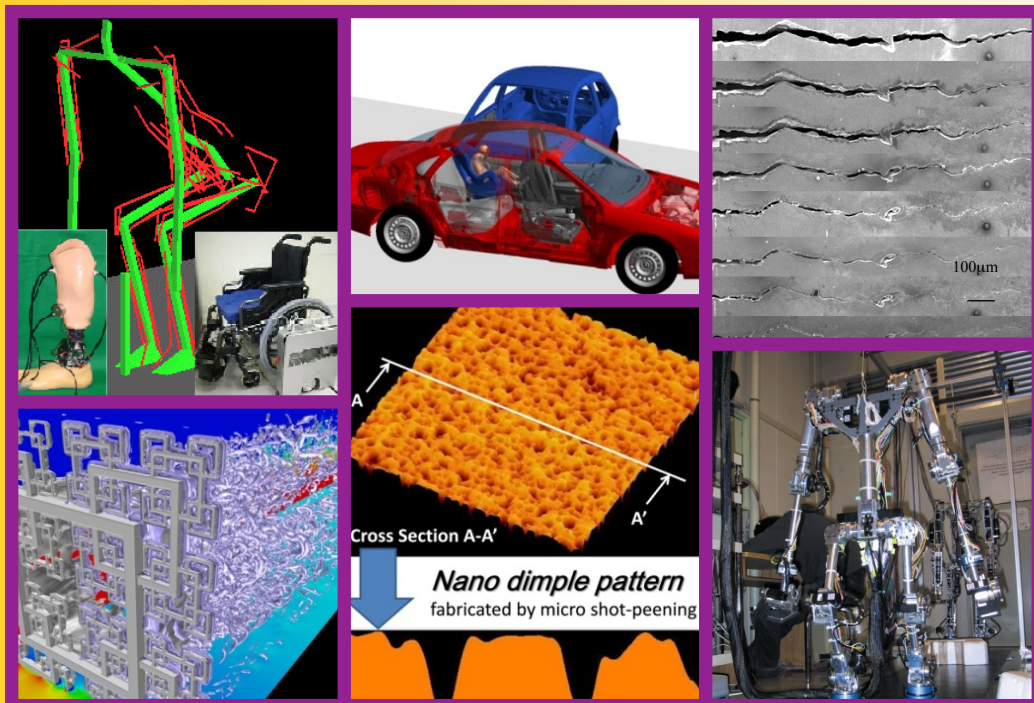 100μm
A
A'
Cross Section A-A'
Nano dimple pattern
fabricated by micro shot-peening